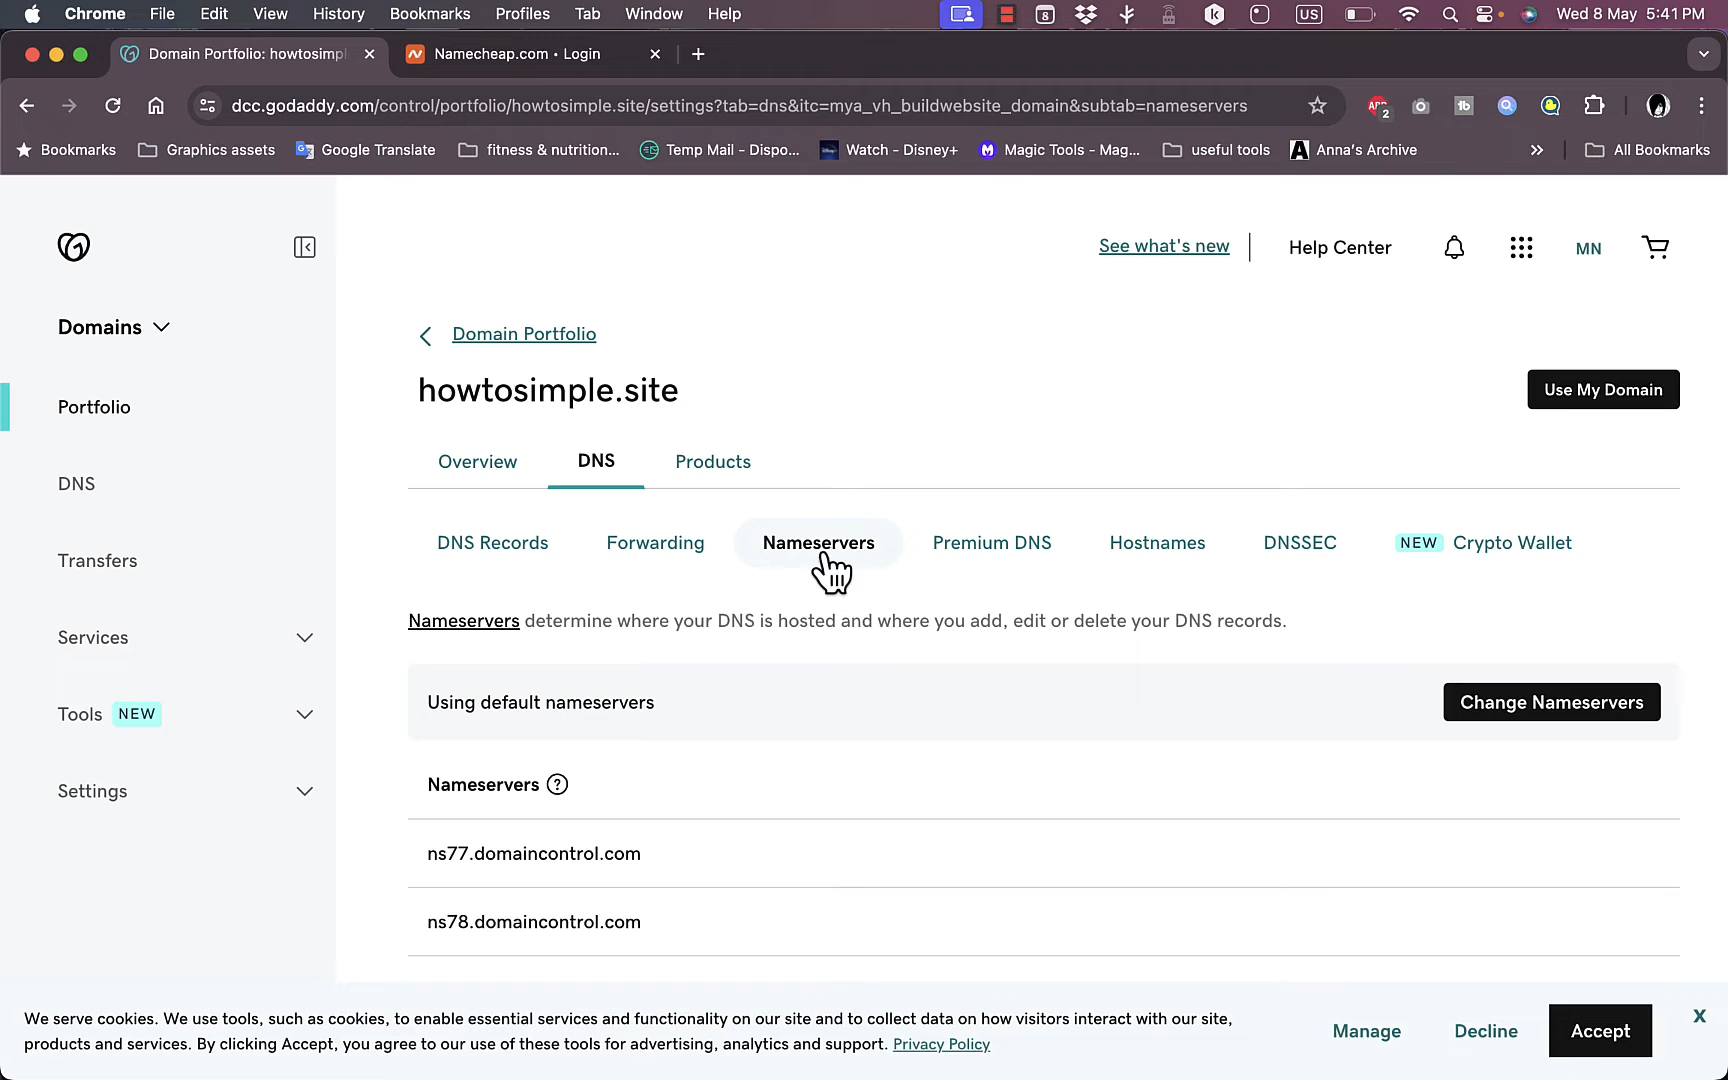 Chrome File Edit View History Bookmarks Profiles Tab Window Help 8 US Wed 8 May 5:41 PM
Domain Portfolio: howtosimpl Namecheap.com • Login
dcc.godaddy.com/control/portfolio/howtosimple.site/settings?tab=dns&itc=mya_vh_buildwebsite_domain&subtab=nameservers ABP 2 tb
Bookmarks Graphics assets Google Translate fitness & nutrition... Temp Mail - Dispo... Watch - Disney+ Magic Tools - Mag... useful tools Anna's Archive All Bookmarks
See what's new Help Center MN
Domains
Portfolio
DNS
Transfers
Services
Tools NEW
Settings
Domain Portfolio
howtosimple.site
Use My Domain
Overview DNS Products
DNS Records Forwarding Nameservers Premium DNS Hostnames DNSSEC NEW Crypto Wallet
Nameservers determine where your DNS is hosted and where you add, edit or delete your DNS records.
Using default nameservers Change Nameservers
Nameservers ?
ns77.domaincontrol.com
ns78.domaincontrol.com
We serve cookies. We use tools, such as cookies, to enable essential services and functionality on our site and to collect data on how visitors interact with our site,
products and services. By clicking Accept, you agree to our use of these tools for advertising, analytics and support. Privacy Policy
Manage Decline Accept X